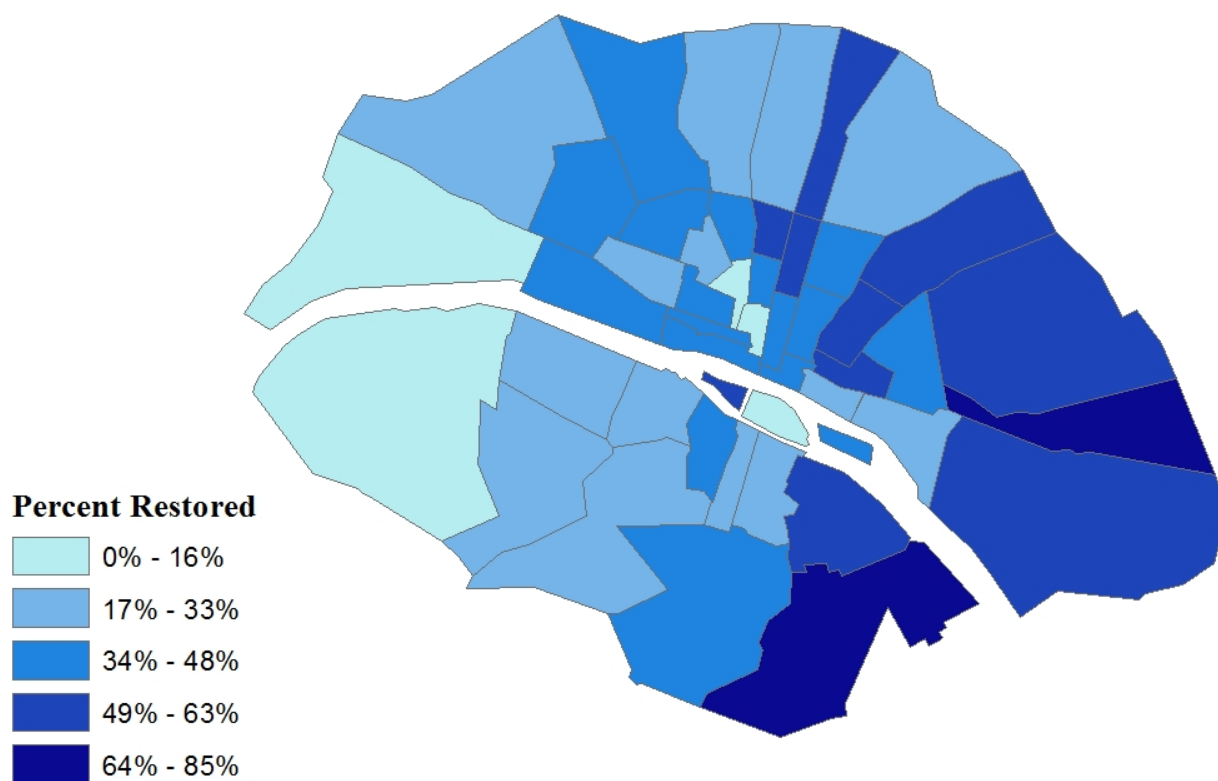 Percent Restored
0% - 16%
17% - 33%
34% - 48%
49% - 63%
64% - 85%